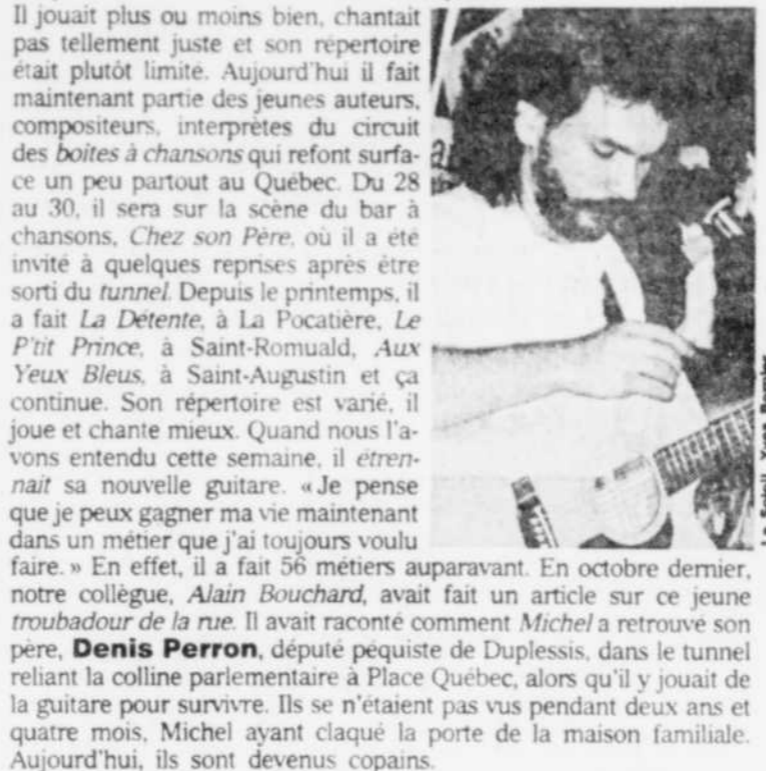 Il jouait plus ou moins bien, chantait
pas tellement juste et son répertoire
était plutôt limité. Aujourd'hui il fait
maintenant partie des jeunes auteurs,
compositeurs, interprètes du circuit
des boîtes à chansons qui refont surfa-
ce un peu partout au Québec. Du 28
au 30, il sera sur la scène du bar à
chansons, Chez son Père, où il a été
invité à quelques reprises après être
sorti du tunnel. Depuis le printemps, il
a fait La Détente, à La Pocatière, Le
P'tit Prince, à Saint-Romuald, Aux
Yeux Bleus, à Saint-Augustin et ça
continue. Son répertoire est varié, il
joue et chante mieux. Quand nous l'a-
vons entendu cette semaine, il étren-
nait sa nouvelle guitare. «Je pense
que je peux gagner ma vie maintenant
dans un métier que j'ai toujours voulu
faire.» En effet, il a fait 56 métiers auparavant. En octobre dernier,
notre collègue, Alain Bouchard, avait fait un article sur ce jeune
troubadour de la rue. Il avait raconté comment Michel a retrouvé son
père, Denis Perron, député péquiste de Duplessis, dans le tunnel
reliant la colline parlementaire à Place Québec, alors qu'il y jouait de
la guitare pour survivre. Ils se n'étaient pas vus pendant deux ans et
quatre mois, Michel ayant claqué la porte de la maison familiale.
Aujourd'hui, ils sont devenus copains.
Le Soleil, Yves